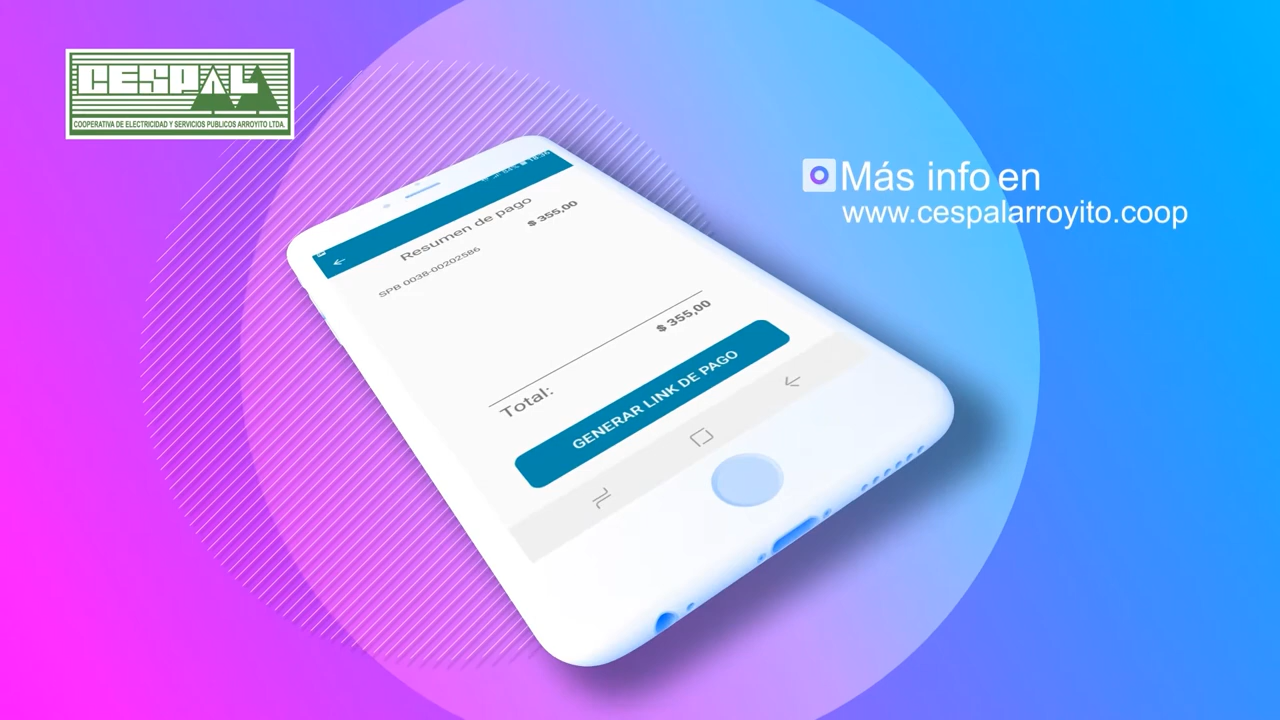 CESPAL
COOPERATIVA DE ELECTRICIDAD Y SERVICIOS PUBLICOS ARROYITO LTDA.
Más info en
www.cespalarroyito.coop
Resumen de pago
SPB 0038-00202586
$ 355,00
Total:
$ 355,00
GENERAR LINK DE PAGO